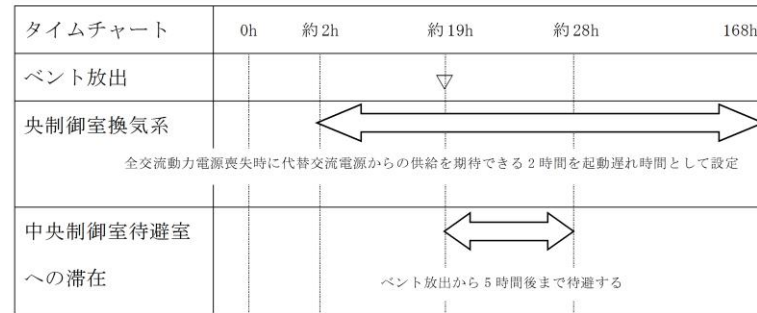 タイムチャート 0h 約2h 約19h 約28h 168h
ベント放出
央制御室換気系
全交流動力電源喪失時に代替交流電源からの供給を期待できる2時間を起動遅れ時間として設定
中央制御室待避室
への滞在
ベント放出から5時間後まで待避する